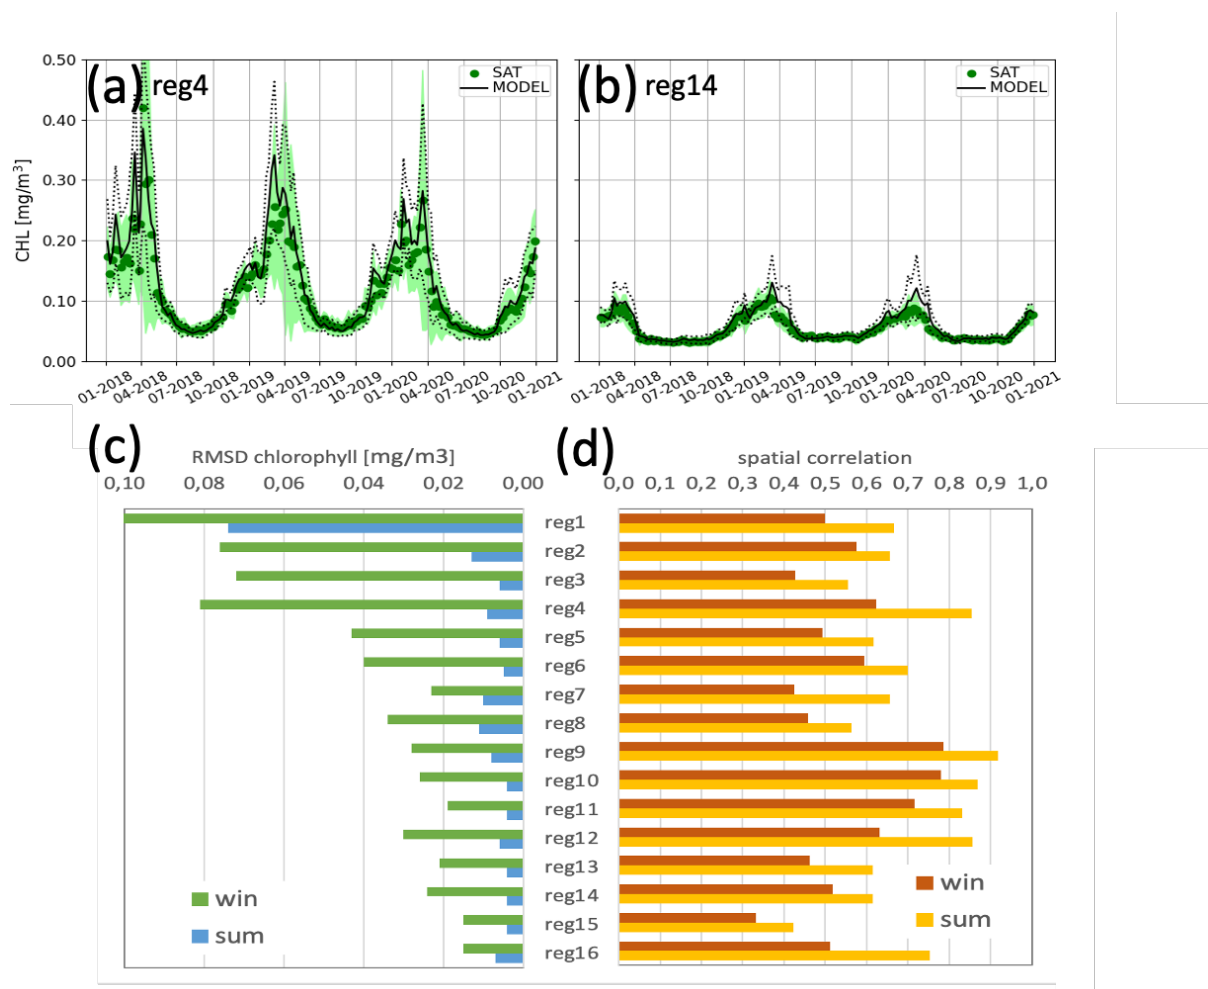 (a) reg4
SAT
MODEL
(b) reg14
SAT
MODEL
CHL [mg/m³]
0.50
0.40
0.30
0.20
0.10
0.00
01-2018 04-2018 07-2018 10-2018 01-2019 04-2019 07-2019 10-2019 01-2020 04-2020 07-2020 10-2020 01-2021
01-2018 04-2018 07-2018 10-2018 01-2019 04-2019 07-2019 10-2019 01-2020 04-2020 07-2020 10-2020 01-2021
(c)
RMSD chlorophyll [mg/m3]
0,10 0,08 0,06 0,04 0,02 0,00
(d)
spatial correlation
0,0 0,1 0,2 0,3 0,4 0,5 0,6 0,7 0,8 0,9 1,0
reg1
reg2
reg3
reg4
reg5
reg6
reg7
reg8
reg9
reg10
reg11
reg12
reg13
reg14
reg15
reg16
win
sum
win
sum